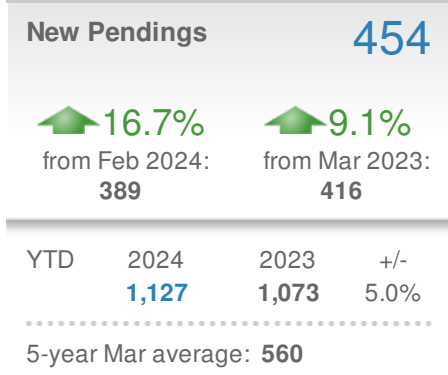 New Pendings 454
16.7% 9.1%
from Feb 2024: from Mar 2023:
389 416
YTD 2024 2023 +/-
1,127 1,073 5.0%
5-year Mar average: 560